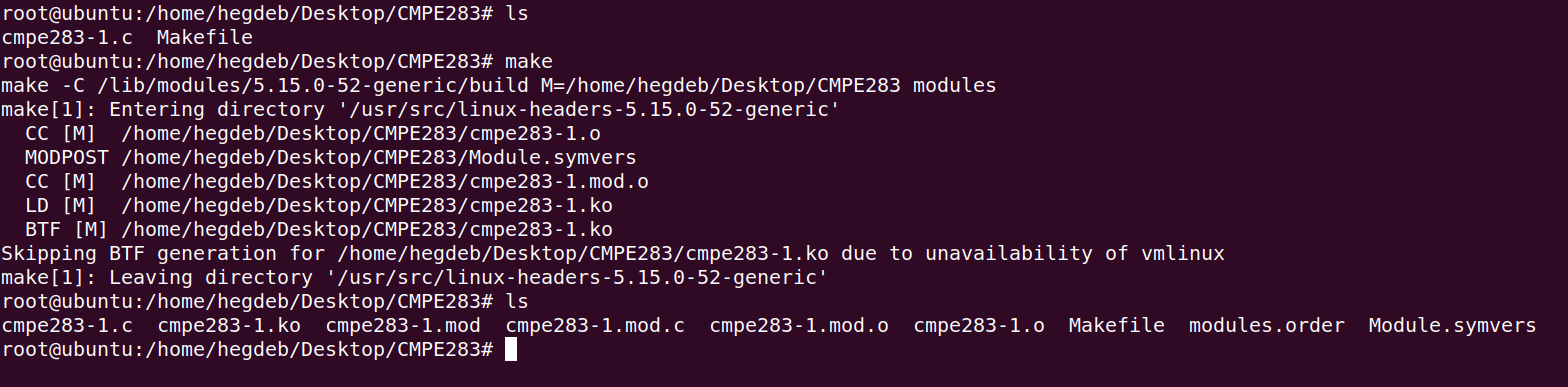 root@ubuntu:/home/hegdeb/Desktop/CMPE283# ls
cmpe283-1.c  Makefile
root@ubuntu:/home/hegdeb/Desktop/CMPE283# make
make -C /lib/modules/5.15.0-52-generic/build M=/home/hegdeb/Desktop/CMPE283 modules
make[1]: Entering directory '/usr/src/linux-headers-5.15.0-52-generic'
  CC [M]  /home/hegdeb/Desktop/CMPE283/cmpe283-1.o
  MODPOST /home/hegdeb/Desktop/CMPE283/Module.symvers
  CC [M]  /home/hegdeb/Desktop/CMPE283/cmpe283-1.mod.o
  LD [M]  /home/hegdeb/Desktop/CMPE283/cmpe283-1.ko
  BTF [M] /home/hegdeb/Desktop/CMPE283/cmpe283-1.ko
Skipping BTF generation for /home/hegdeb/Desktop/CMPE283/cmpe283-1.ko due to unavailability of vmlinux
make[1]: Leaving directory '/usr/src/linux-headers-5.15.0-52-generic'
root@ubuntu:/home/hegdeb/Desktop/CMPE283# ls
cmpe283-1.c  cmpe283-1.ko  cmpe283-1.mod  cmpe283-1.mod.c  cmpe283-1.mod.o  cmpe283-1.o  Makefile  modules.order  Module.symvers
root@ubuntu:/home/hegdeb/Desktop/CMPE283#